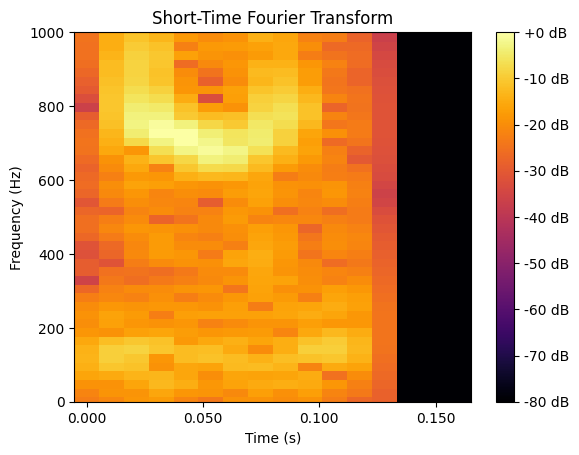 Short-Time Fourier Transform
1000
800
600
400
200
0
Frequency (Hz)
0.000
0.050
0.100
0.150
Time (s)
+0 dB
-10 dB
-20 dB
-30 dB
-40 dB
-50 dB
-60 dB
-70 dB
-80 dB